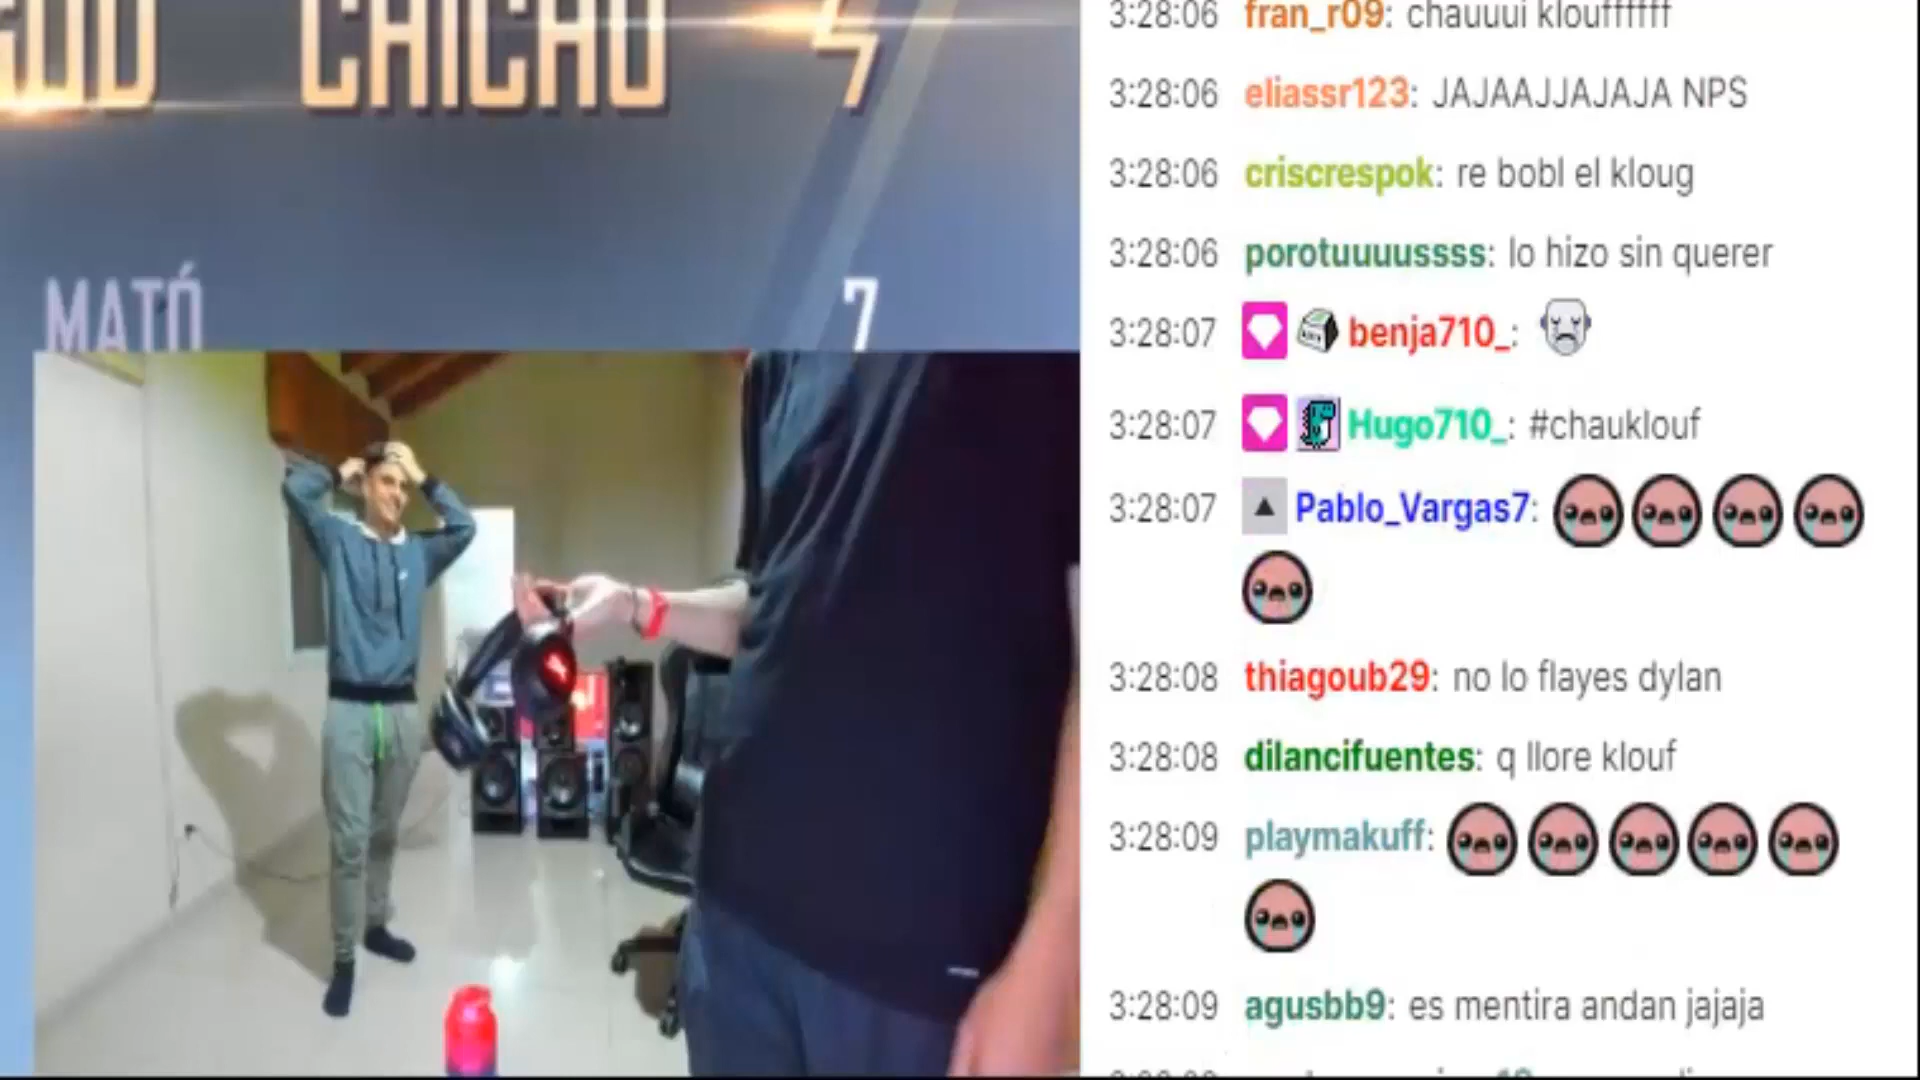 CHICHO
MATÓ 7
3:28:06 fran_r09: chauuui klouffffff
3:28:06 eliassr123: JAJAAJJAJAJA NPS
3:28:06 criscrespok: re bobl el kloug
3:28:06 porotuuuussss: lo hizo sin querer
3:28:07 benja710_:
3:28:07 Hugo710_: #chauklouf
3:28:07 Pablo_Vargas7:
3:28:08 thiagoub29: no lo flayes dylan
3:28:08 dilancifuentes: q llore klouf
3:28:09 playmakuff:
3:28:09 agusbb9: es mentira andan jajaja